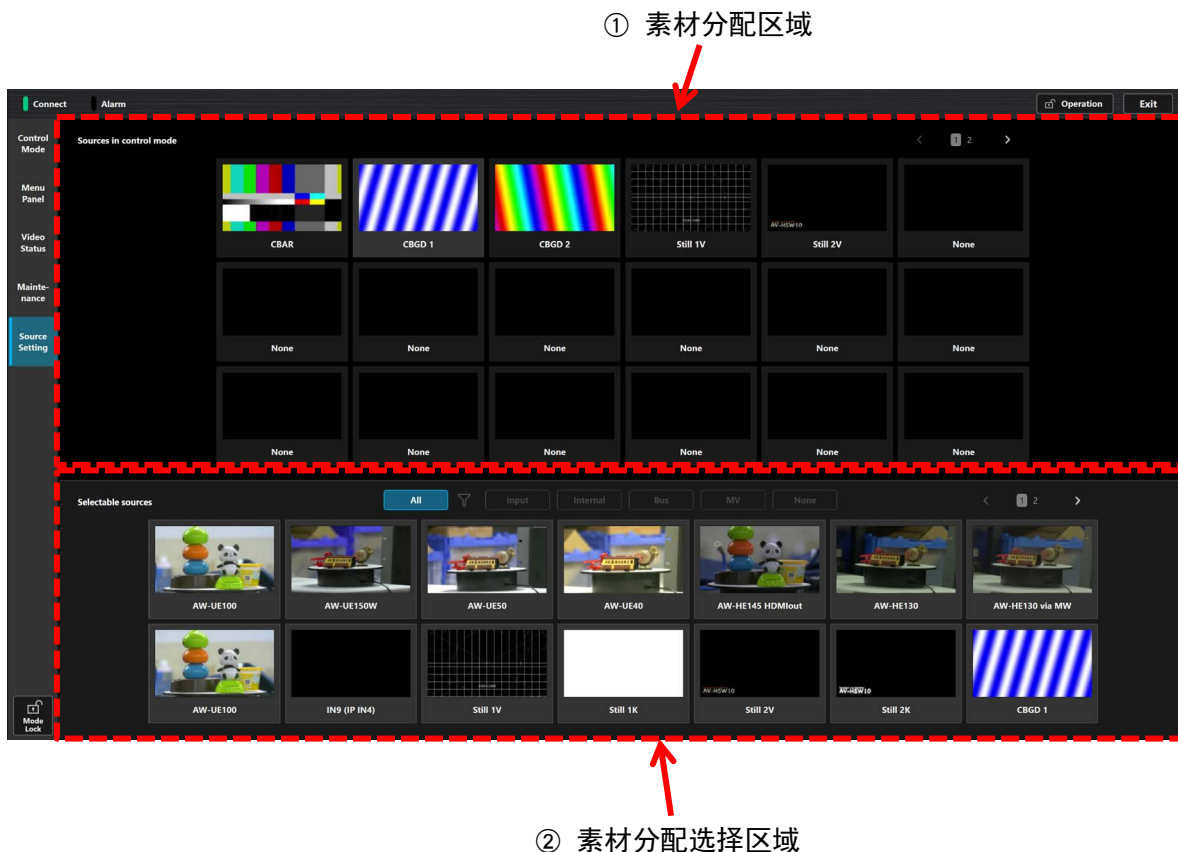 ① 素材分配区域
Connect Alarm Operation Exit
Control Mode
Menu Panel
Video Status
Mainte-nance
Source Setting
Mode Lock
Sources in control mode < 1 2 >
AV-HSW10
CBAR CBGD 1 CBGD 2 Still 1V Still 2V None
None None None None None None
None None None None None None
Selectable sources All Input Internal Bus MV None < 1 2 >
AW-UE100 AW-UE150W AW-UE50 AW-UE40 AW-HE145 HDMIout AW-HE130 AW-HE130 via MW
AV-HSW10 AV-HSW10
AW-UE100 IN9 (IP IN4) Still 1V Still 1K Still 2V Still 2K CBGD 1
② 素材分配选择区域